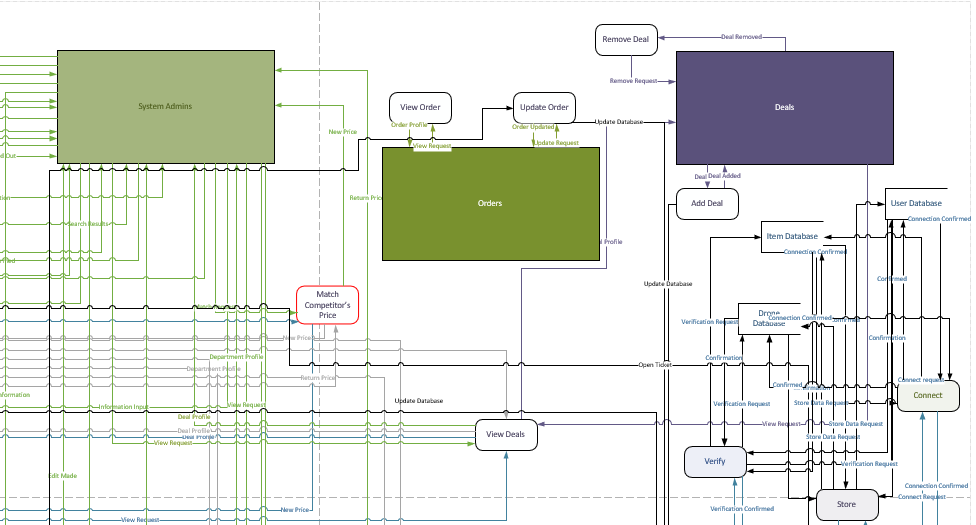 Remove Deal
Deal Removed
Remove Request
System Admins
Deals
View Order
Update Order
New Price
Order Profile
View Request
Order Updated
Update Request
Update Database
Deal Added
Return Price
Orders
Add Deal
User Database
Connection Confirmed
Search Results
Item Database
Connection Confirmed
Profile
Update Database
Confirmed
Match
Competitor's
Price
Drone
Database
Verification Request
Connection Confirmed
Confirmation
New Price
Department Profile
Confirmation
Department Profile
Open Ticket
Return Price
Confirmed
Connect request
Connect
Information
Information Input
View Request
Update Database
Verification Request
Store Data Request
Deal Profile
Deal Profile
Deal Profile
View Request
View Deals
View Request
Store Data Request
Store Data Request
Verify
Verification Request
Edit Made
Connection Confirmed
Connect Request
Store
New Price
View Request
Verification Confirmed